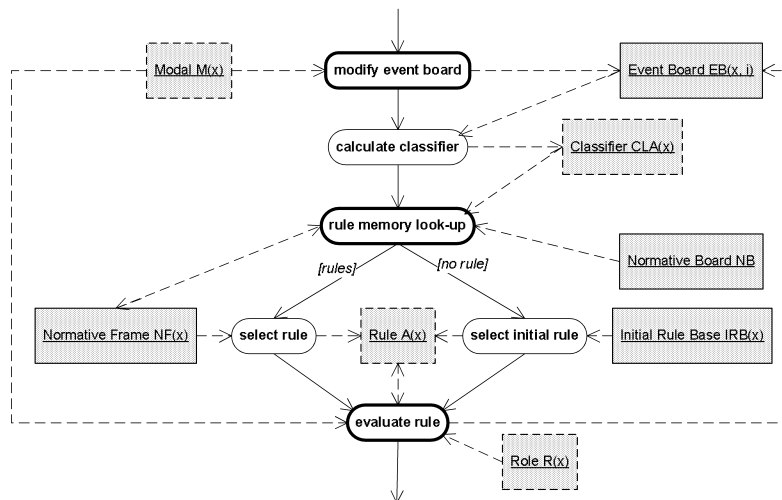 Modal M(x)
modify event board
Event Board EB(x, i)
calculate classifier
Classifier CLA(x)
rule memory look-up
Normative Board NB
[rules]
[no rule]
Normative Frame NF(x)
select rule
Rule A(x)
select initial rule
Initial Rule Base IRB(x)
evaluate rule
Role R(x)